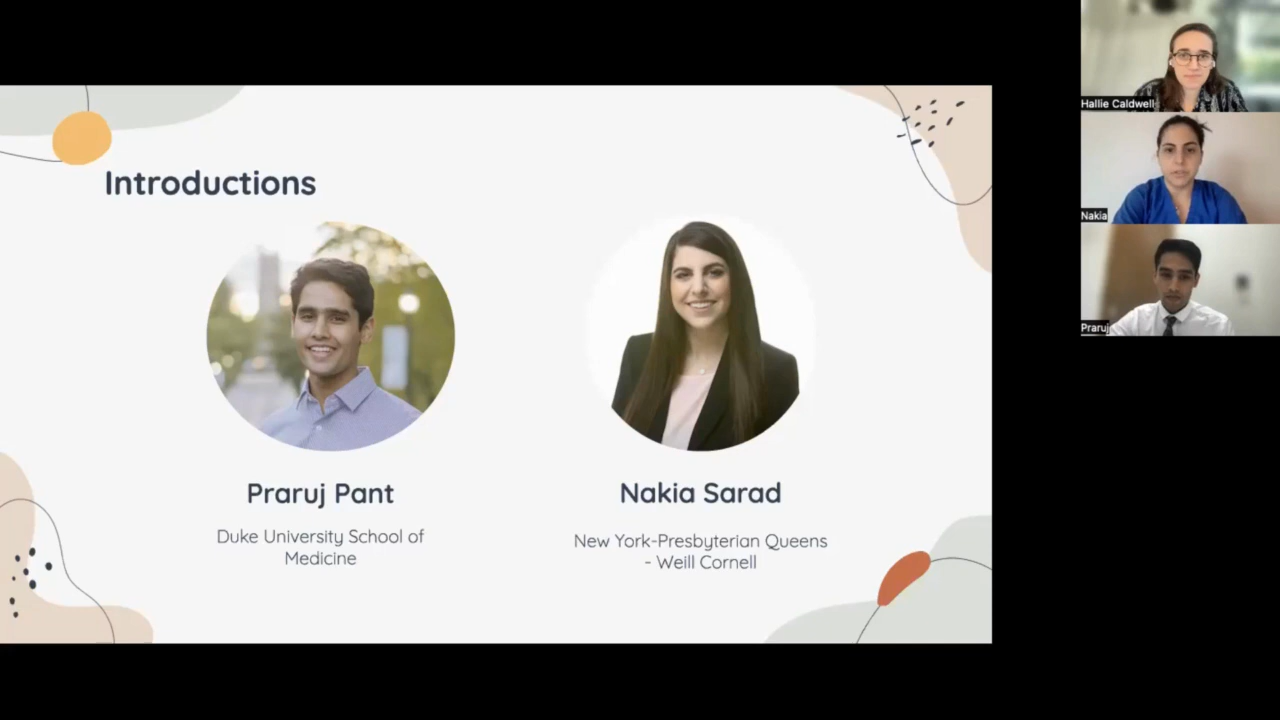 Introductions
Praruj Pant
Duke University School of
Medicine
Nakia Sarad
New York-Presbyterian Queens
- Weill Cornell
Hallie Caldwell
Nakia
Praruj